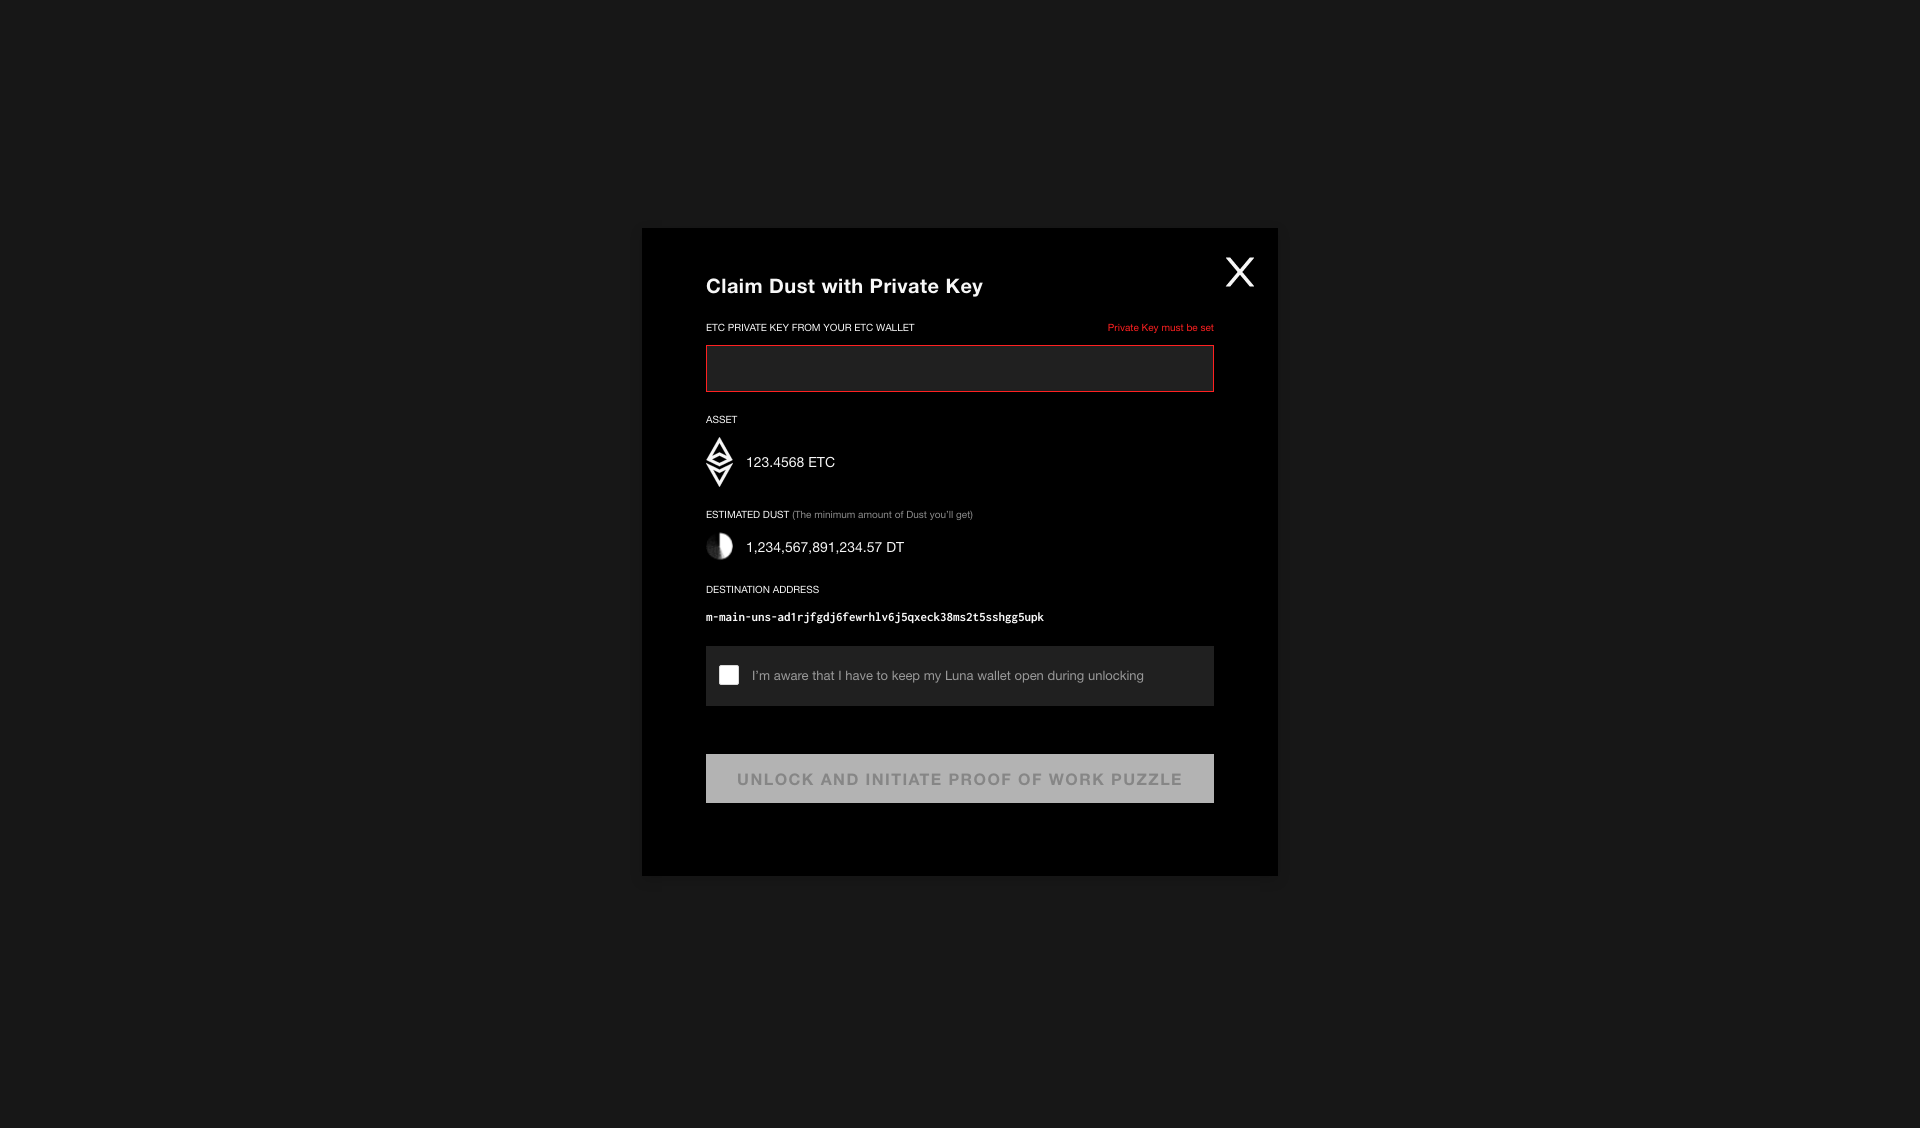 Claim Dust with Private Key
ETC PRIVATE KEY FROM YOUR ETC WALLET
Private Key must be set
ASSET
123.4568 ETC
ESTIMATED DUST (The minimum amount of Dust you'll get)
1,234,567,891,234.57 DT
DESTINATION ADDRESS
m-main-uns-ad1rjfgdj6fewrhlv6j5qxeck38ms2t5sshgg5upk
I'm aware that I have to keep my Luna wallet open during unlocking
UNLOCK AND INITIATE PROOF OF WORK PUZZLE